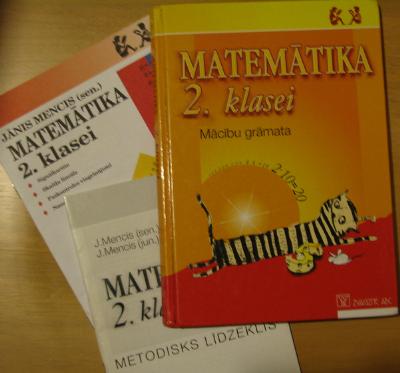 MATEMĀTIKA
2. klasei
Mācību grāmata
2·10=20
ZVAIGZNE ABC
JĀNIS MENCIS (sen.)
MATEMĀTIKA
2. klasei
J.Mencis (sen.)
J.Mencis (jun.)
MAT
2. kl
METODISKS LĪDZEKLIS